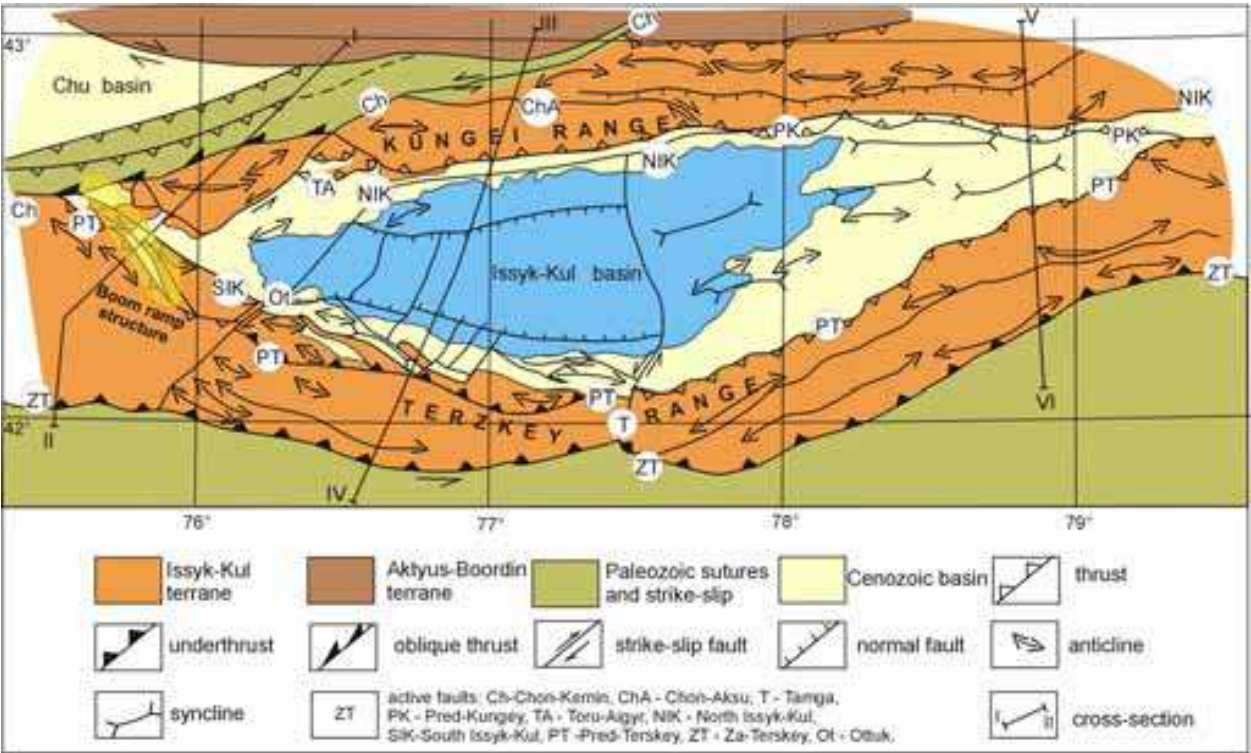 Ch
III
V
43°
I
Chu basin
Ch
ChA
NIK
KÜNGEI RANGE
PK
PK
NIK
TA
NIK
PT
Ch
PT
Issyk-Kul basin
SIK
Ot
ZT
Boom ramp
structure
PT
PT
ZT
PT
TERZKEY RANGE
42°
II
T
VI
ZT
IV
76°
77°
78°
79°
Issyk-Kul
terrane
Aktyus-Boordin
terrane
Paleozoic sutures
and strike-slip
Cenozoic basin
thrust
underthrust
oblique thrust
strike-slip fault
normal fault
anticline
syncline
ZT
active faults: Ch-Chon-Kemin, ChA - Chon-Aksu, T - Tamga,
PK - Pred-Kungey, TA - Toru-Aigyr, NIK - North Issyk-Kul,
SIK-South Issyk-Kul, PT -Pred-Terskey, ZT - Za-Terskey, Ot - Ottuk.
I
II
cross-section